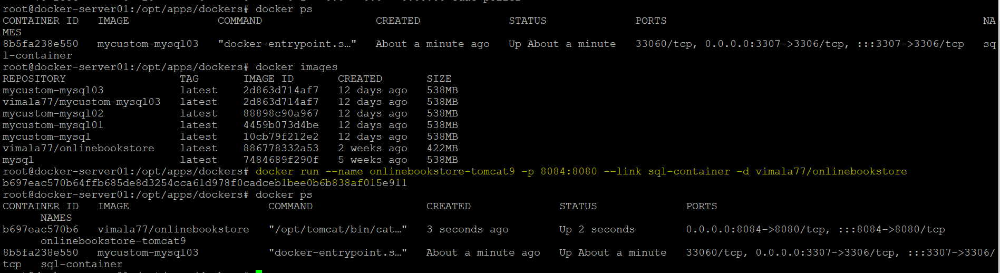 root@docker-server01:/opt/apps/dockers# docker ps
CONTAINER ID   IMAGE              COMMAND                  CREATED              STATUS              PORTS                                                  NA
MES
8b5fa238e550   mycustom-mysql03   "docker-entrypoint.s…"   About a minute ago   Up About a minute   33060/tcp, 0.0.0.0:3307->3306/tcp, :::3307->3306/tcp   sq
l-container
root@docker-server01:/opt/apps/dockers# docker images
REPOSITORY                  TAG       IMAGE ID       CREATED       SIZE
mycustom-mysql03            latest    2d863d714af7   12 days ago   538MB
vimala77/mycustom-mysql03   latest    2d863d714af7   12 days ago   538MB
mycustom-mysql02            latest    88898c90a967   12 days ago   538MB
mycustom-mysql01            latest    4459b073d4be   12 days ago   538MB
mycustom-mysql              latest    10cb79f212e2   12 days ago   538MB
vimala77/onlinebookstore    latest    886778332a53   2 weeks ago   422MB
mysql                       latest    7484689f290f   5 weeks ago   538MB
root@docker-server01:/opt/apps/dockers# docker run --name onlinebookstore-tomcat9 -p 8084:8080 --link sql-container -d vimala77/onlinebookstore
b697eac570b64ffb685de8d3254cca61d978f0cadceb1bee0b6b838af015e911
root@docker-server01:/opt/apps/dockers# docker ps
CONTAINER ID   IMAGE                      COMMAND                  CREATED              STATUS              PORTS
      NAMES
b697eac570b6   vimala77/onlinebookstore   "/opt/tomcat/bin/cat…"   3 seconds ago        Up 2 seconds        0.0.0.0:8084->8080/tcp, :::8084->8080/tcp
      onlinebookstore-tomcat9
8b5fa238e550   mycustom-mysql03           "docker-entrypoint.s…"   About a minute ago   Up About a minute   33060/tcp, 0.0.0.0:3307->3306/tcp, :::3307->3306/
tcp   sql-container